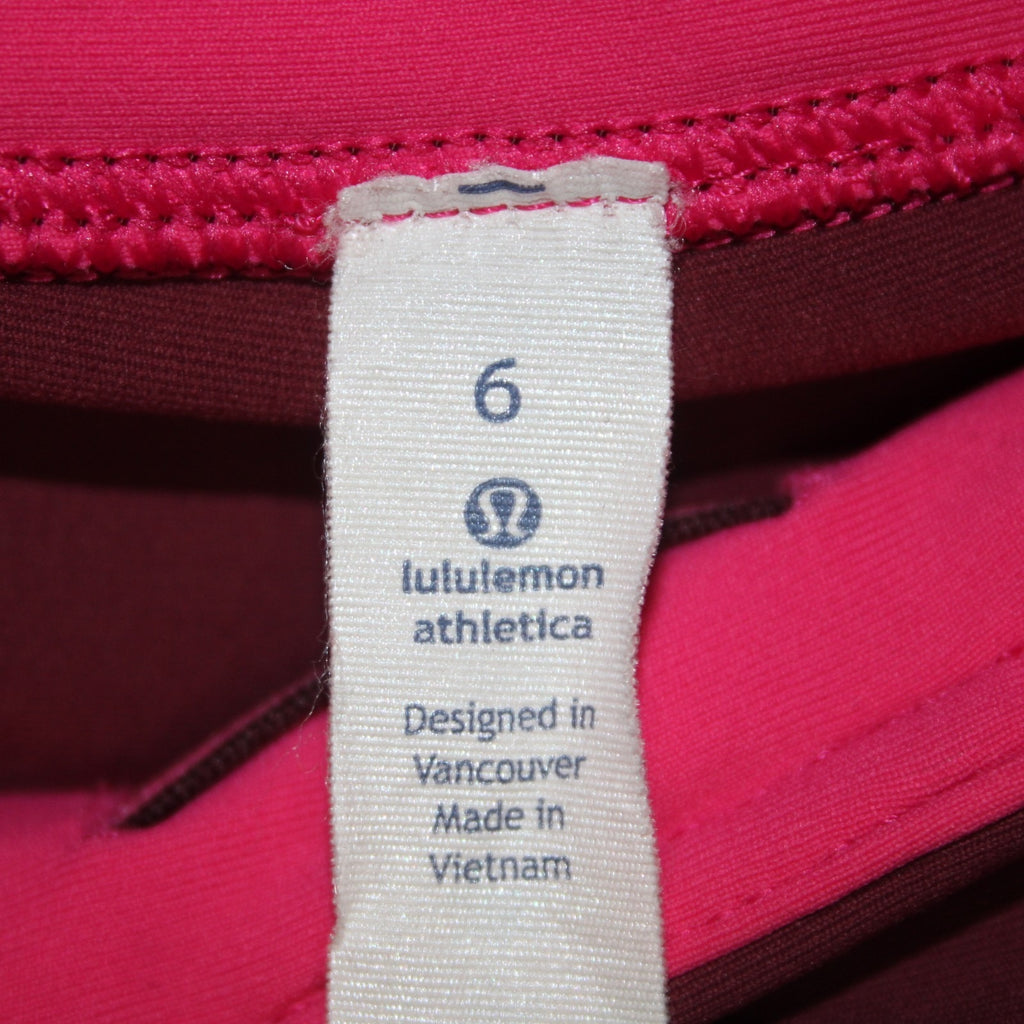 6
lululemon
athletica
Designed in
Vancouver
Made in
Vietnam